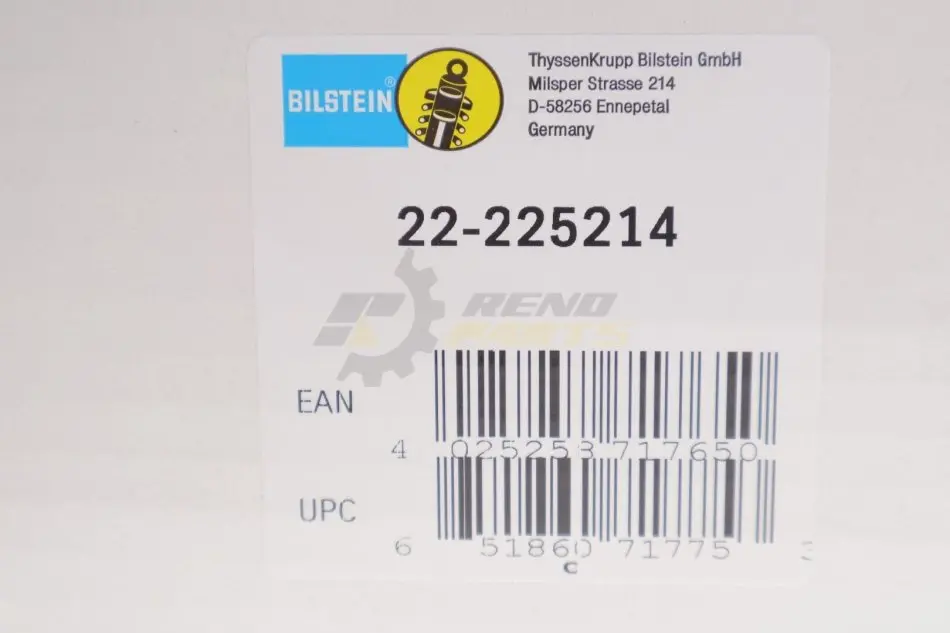 BILSTEIN®
ThyssenKrupp Bilstein GmbH
Milsper Strasse 214
D-58256 Ennepetal
Germany
22-225214
RENO
PARTS
EAN
4 025258 717650
UPC
6 51860 71775 3
C